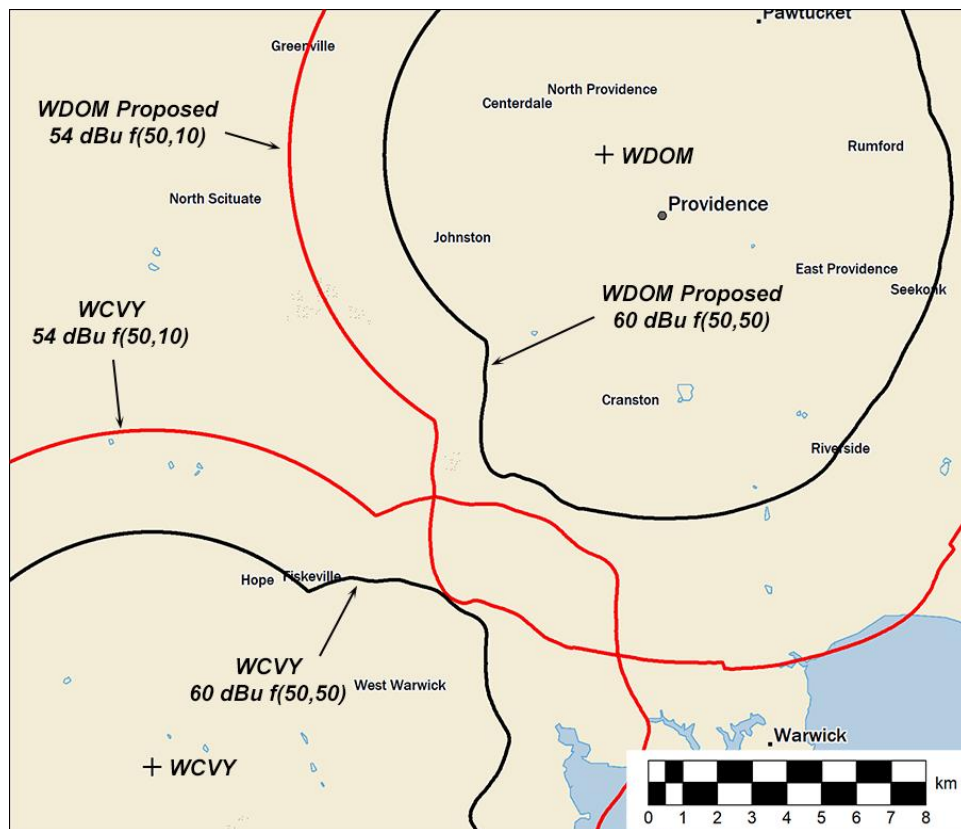 Pawtucket
Greenville
North Providence
Centerdale
WDOM Proposed
54 dBu f(50,10)
WDOM
Rumford
North Scituate
Providence
Johnston
East Providence
Seekonk
WCVY
54 dBu f(50,10)
WDOM Proposed
60 dBu f(50,50)
Cranston
Riverside
Hope
Fiskeville
WCVY
60 dBu f(50,50)
West Warwick
Warwick
WCVY
km
0 1 2 3 4 5 6 7 8